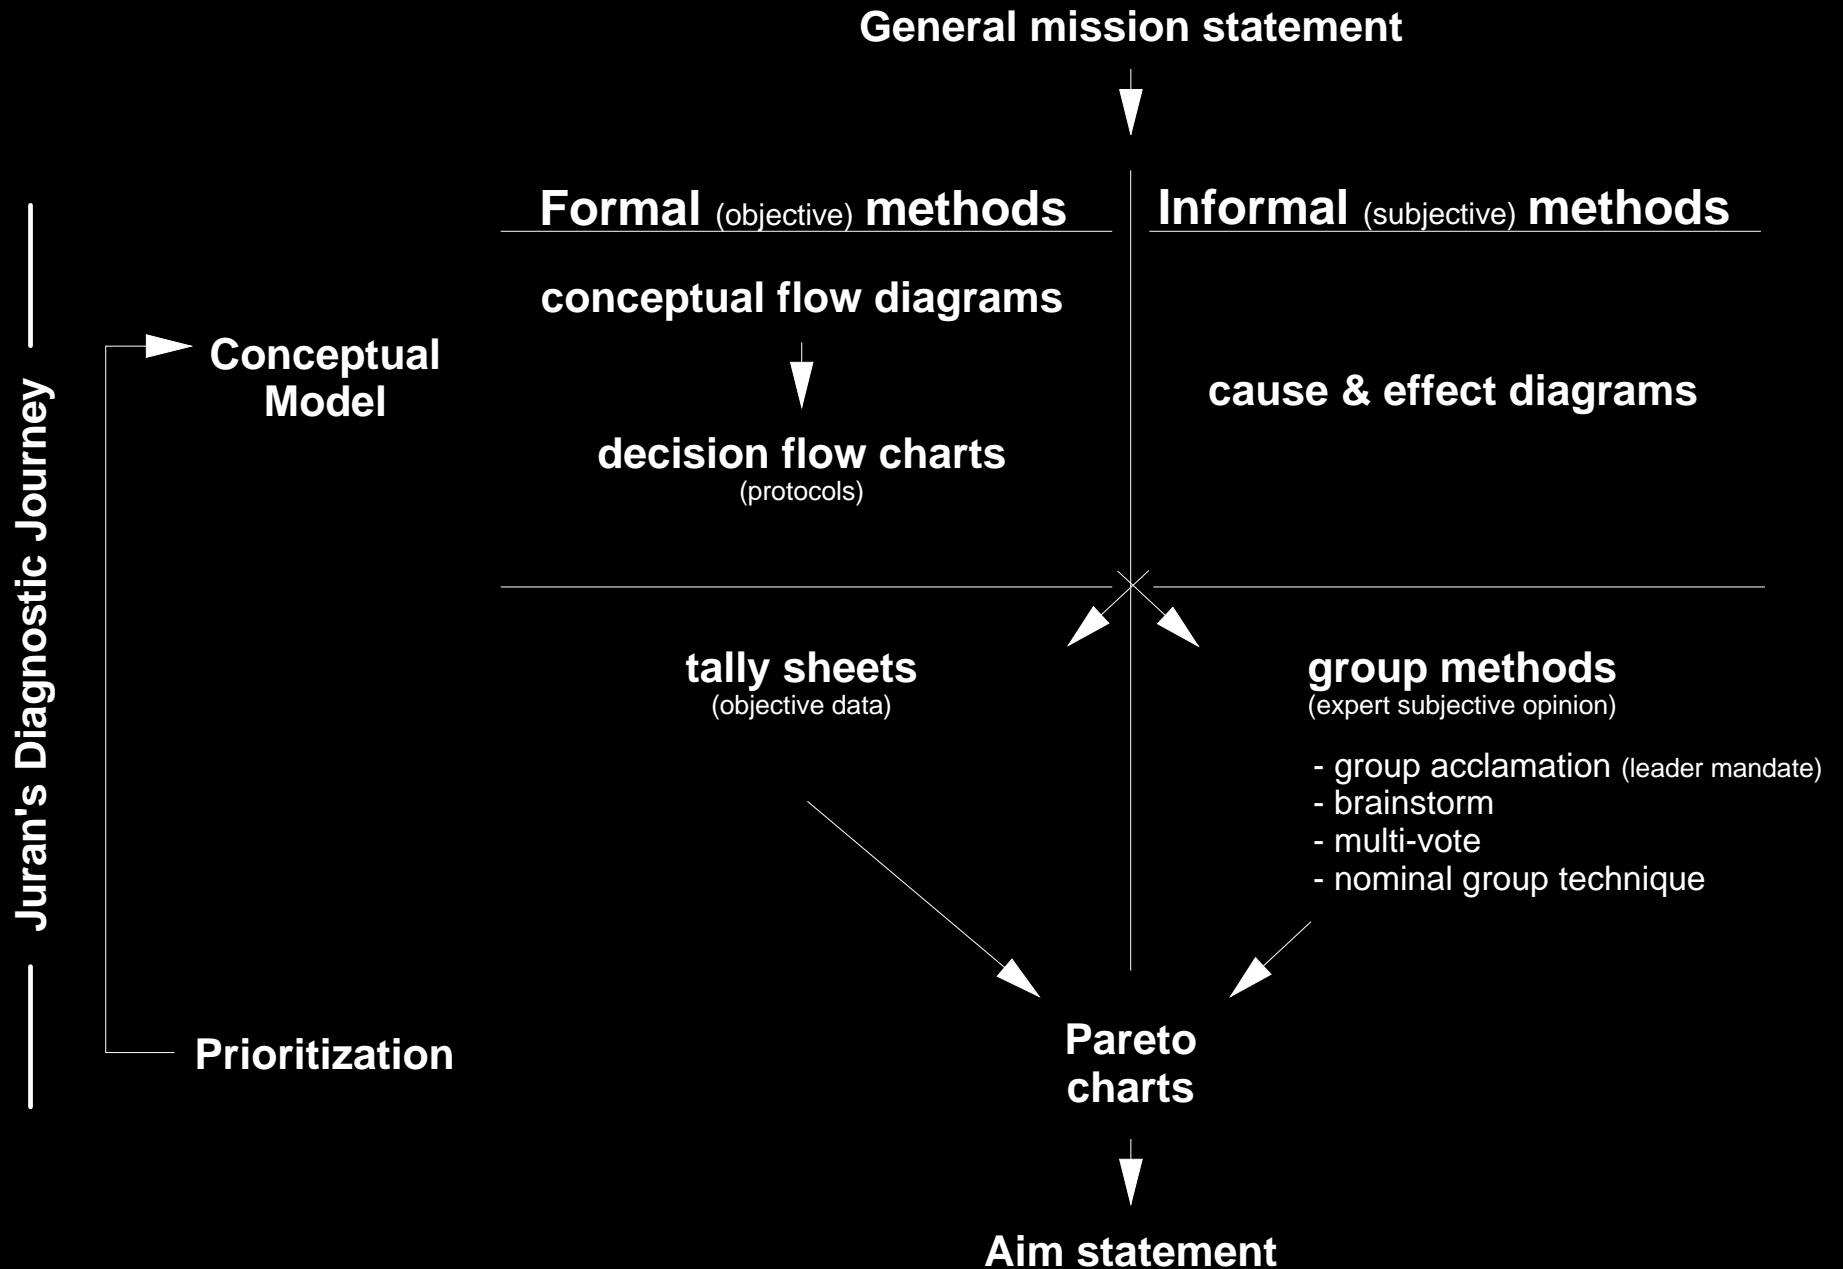 General mission statement
Formal (objective) methods
Informal (subjective) methods
conceptual flow diagrams
Conceptual
Model
cause & effect diagrams
decision flow charts
(protocols)
Juran's Diagnostic Journey
tally sheets
(objective data)
group methods
(expert subjective opinion)
- group acclamation (leader mandate)
- brainstorm
- multi-vote
- nominal group technique
Prioritization
Pareto
charts
Aim statement